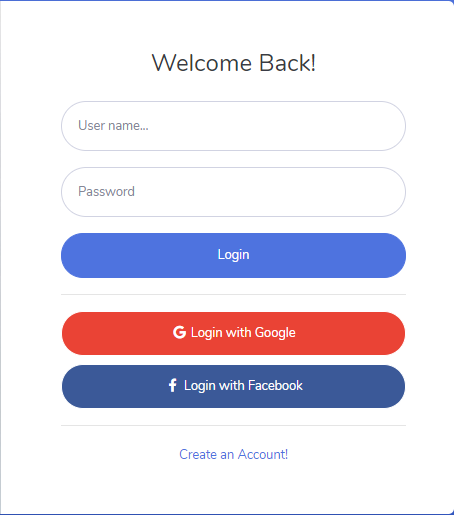 Welcome Back!
User name...
Password
Login
Login with Google
Login with Facebook
Create an Account!